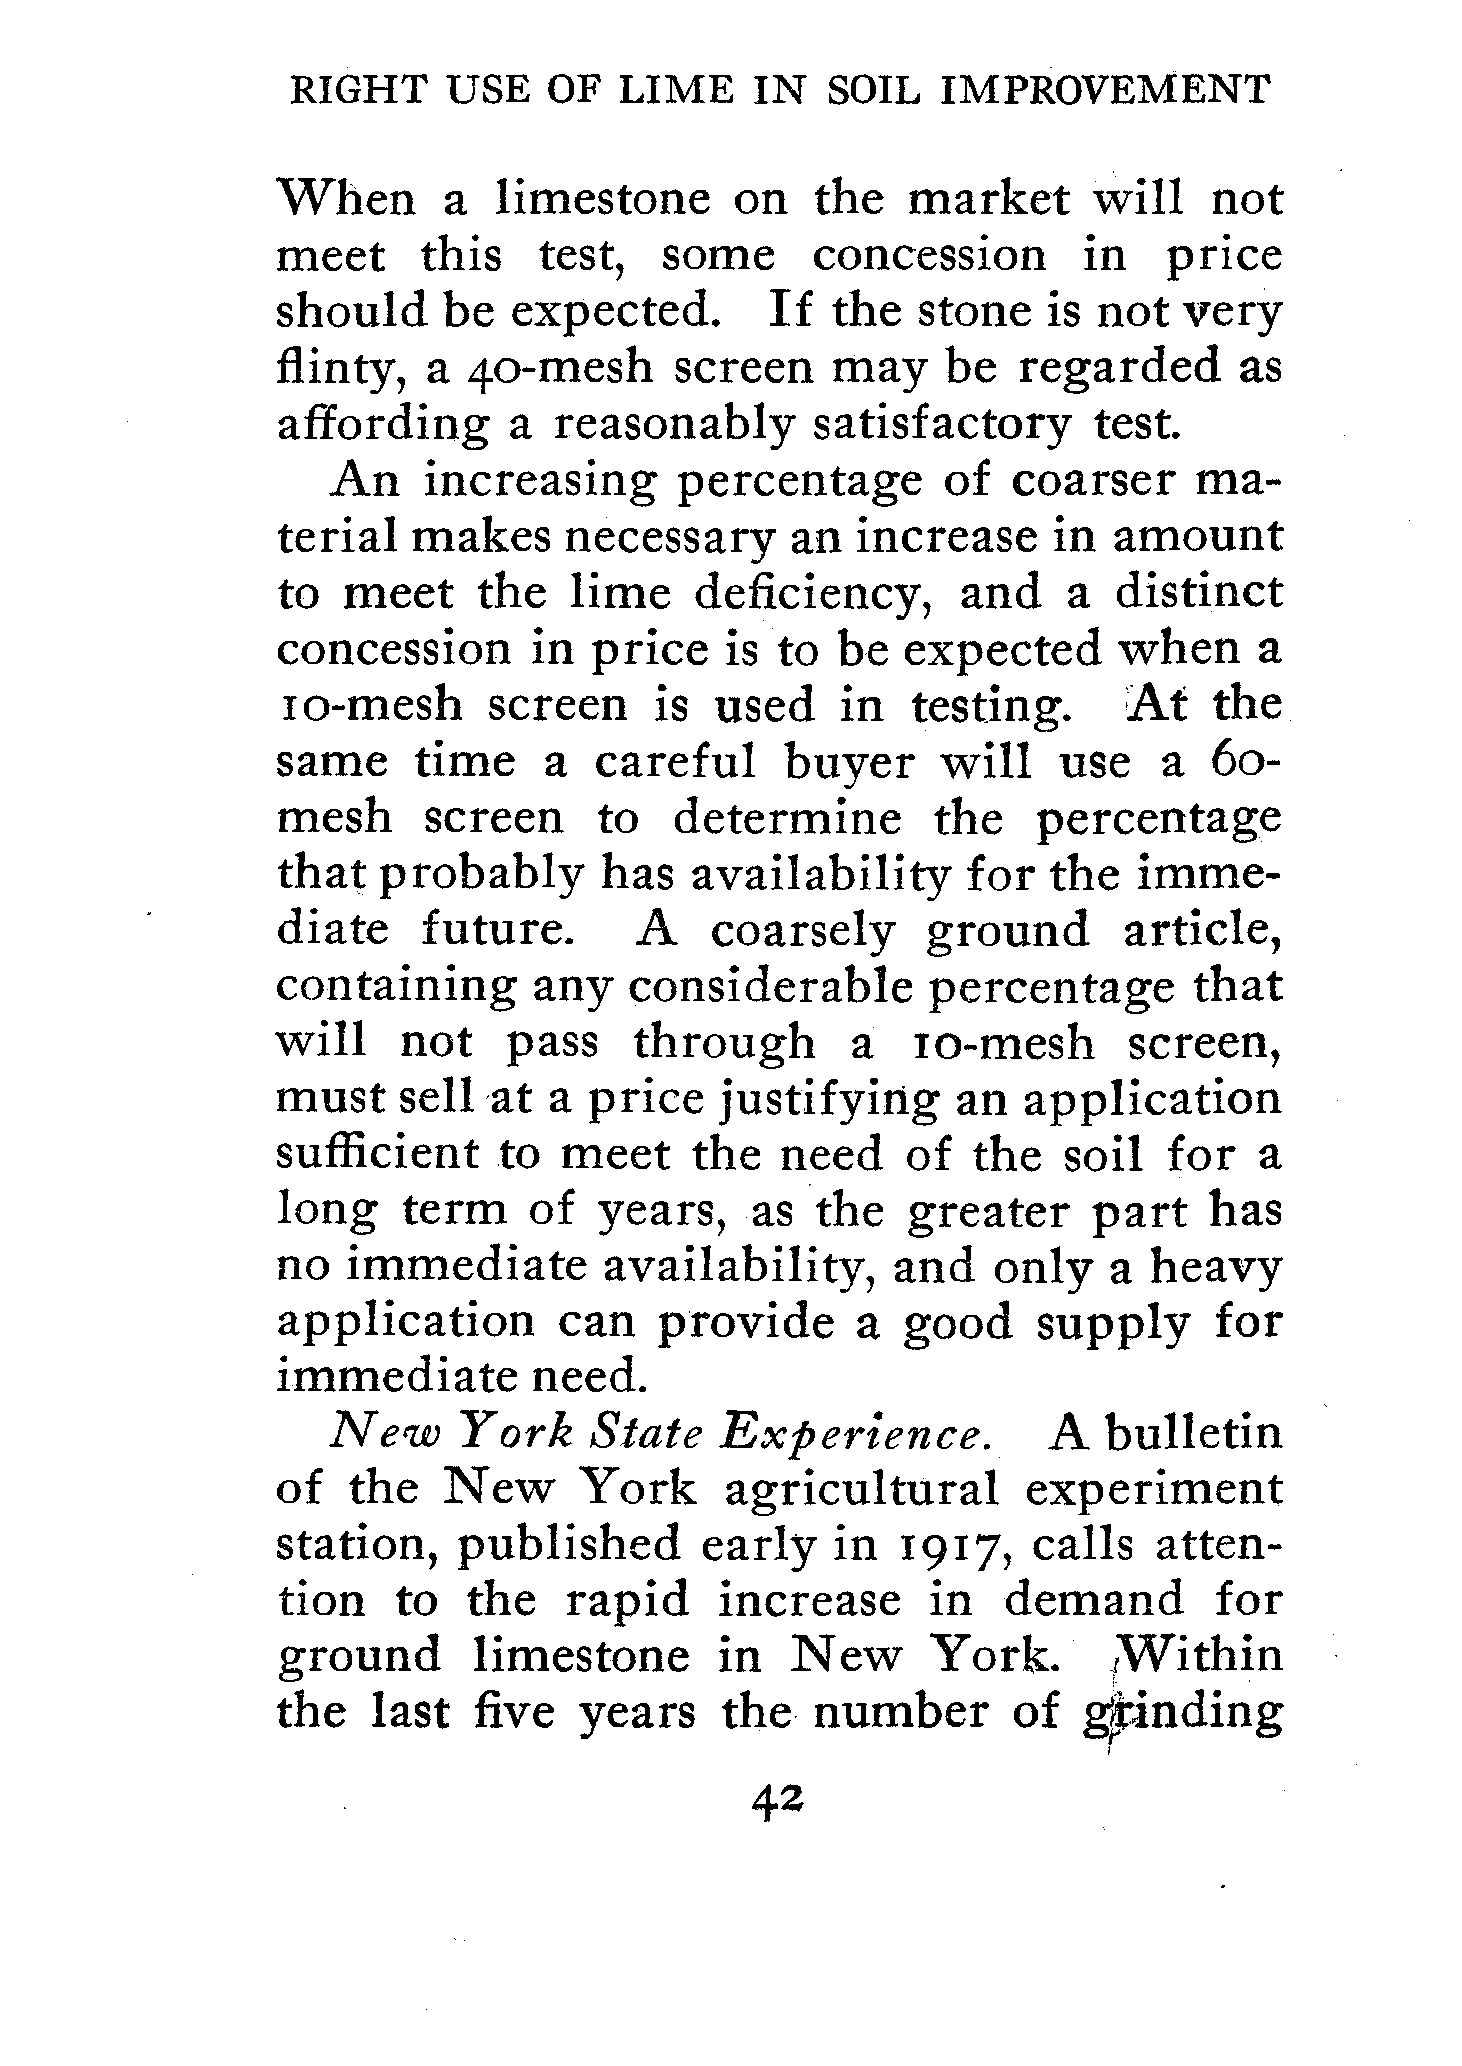 RIGHT USE OF LIME IN SOIL IMPROVEMENT
When a limestone on the market will not
meet this test, some concession in price
should be expected. If the stone is not very
flinty, a 40-mesh screen may be regarded as
affording a reasonably satisfactory test.
An increasing percentage of coarser ma-
terial makes necessary an increase in amount
to meet the lime deficiency, and a distinct
concession in price is to be expected when a
10-mesh screen is used in testing. At the
same time a careful buyer will use a 60-
mesh screen to determine the percentage
that probably has availability for the imme-
diate future. A coarsely ground article,
containing any considerable percentage that
will not pass through a 10-mesh screen,
must sell at a price justifying an application
sufficient to meet the need of the soil for a
long term of years, as the greater part has
no immediate availability, and only a heavy
application can provide a good supply for
immediate need.
New York State Experience. A bulletin
of the New York agricultural experiment
station, published early in 1917, calls atten-
tion to the rapid increase in demand for
ground limestone in New York. Within
the last five years the number of grinding
42